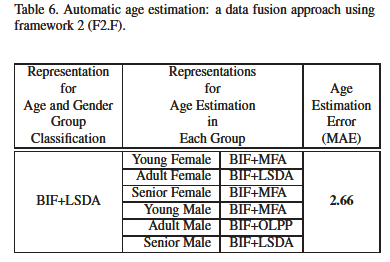 Table 6. Automatic age estimation: a data fusion approach using
framework 2 (F2.F).
Representation
for
Age and Gender
Group
Classification
Representations
for
Age Estimation
in
Each Group
Age
Estimation
Error
(MAE)
BIF+LSDA
Young Female BIF+MFA
Adult Female BIF+LSDA
Senior Female BIF+MFA
Young Male BIF+MFA
Adult Male BIF+OLPP
Senior Male BIF+LSDA
2.66